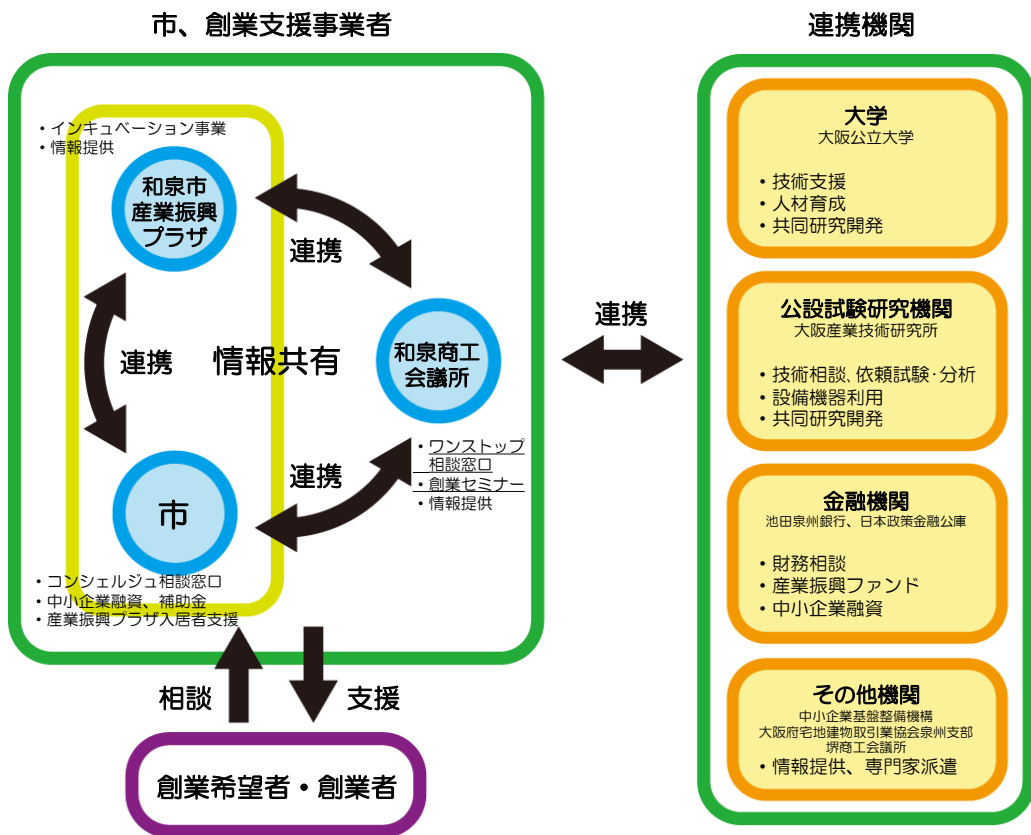 市、創業支援事業者
・インキュベーション事業
・情報提供
和泉市
産業振興
プラザ
連携
連携
情報共有
和泉商工
会議所
市
連携
・ワンストップ
相談窓口
・創業セミナー
・情報提供
・コンシェルジュ相談窓口
・中小企業融資、補助金
・産業振興プラザ入居者支援
相談
支援
創業希望者・創業者
連携
連携機関
大学
大阪公立大学
・技術支援
・人材育成
・共同研究開発
公設試験研究機関
大阪産業技術研究所
・技術相談、依頼試験・分析
・設備機器利用
・共同研究開発
金融機関
池田泉州銀行、日本政策金融公庫
・財務相談
・産業振興ファンド
・中小企業融資
その他機関
中小企業基盤整備機構
大阪府宅地建物取引業協会泉州支部
堺商工会議所
・情報提供、専門家派遣